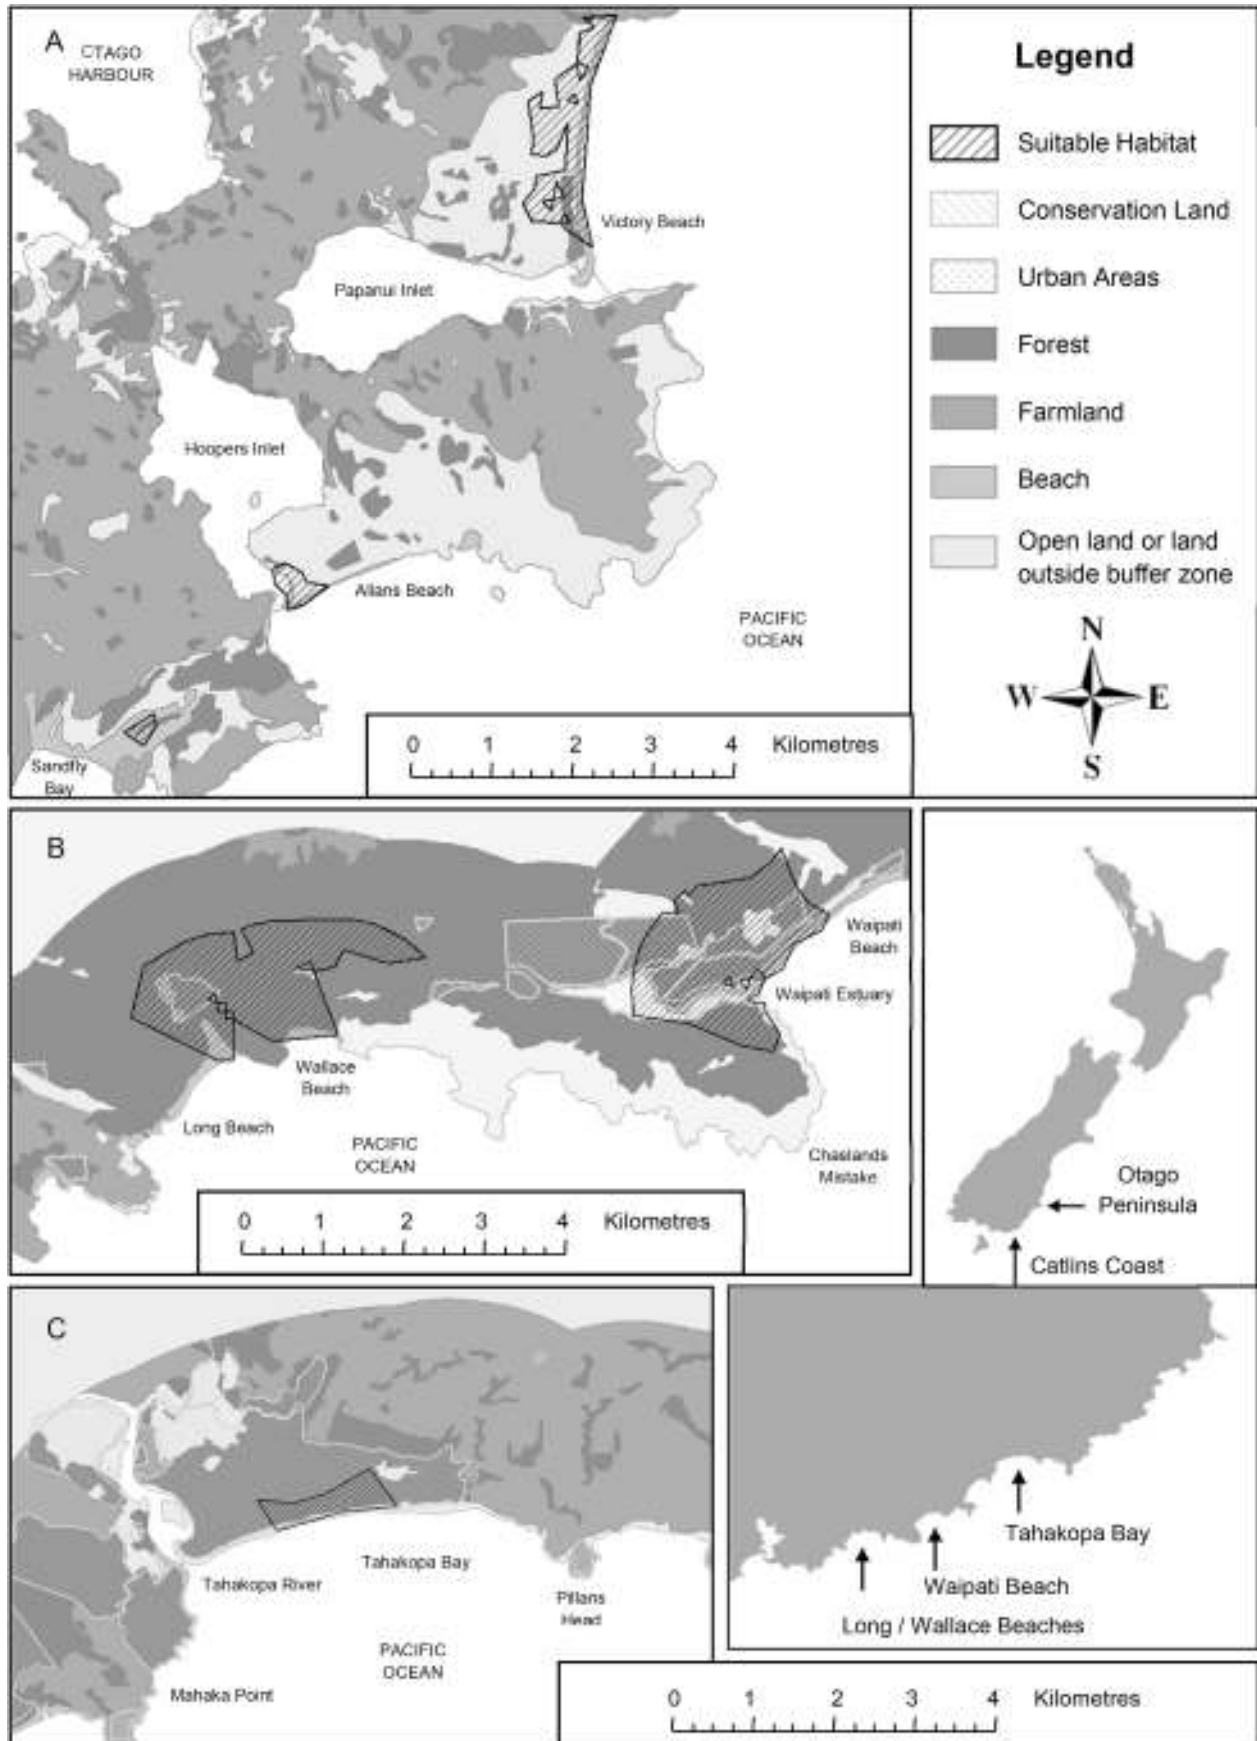 A
OTAGO
HARBOUR
Victory Beach
Papanui Inlet
Hoopers Inlet
Allans Beach
PACIFIC
OCEAN
Sandfly
Bay
0 1 2 3 4 Kilometres
Legend
Suitable Habitat
Conservation Land
Urban Areas
Forest
Farmland
Beach
Open land or land
outside buffer zone
N
W E
S
B
Waipati
Beach
Waipati Estuary
Wallace
Beach
Long Beach
PACIFIC
OCEAN
Chaslands
Mistake
0 1 2 3 4 Kilometres
Otago
Peninsula
Catlins Coast
C
Tahakopa Bay
Tahakopa River
Pillans
Head
PACIFIC
OCEAN
Mahaka Point
Tahakopa Bay
Waipati Beach
Long / Wallace Beaches
0 1 2 3 4 Kilometres